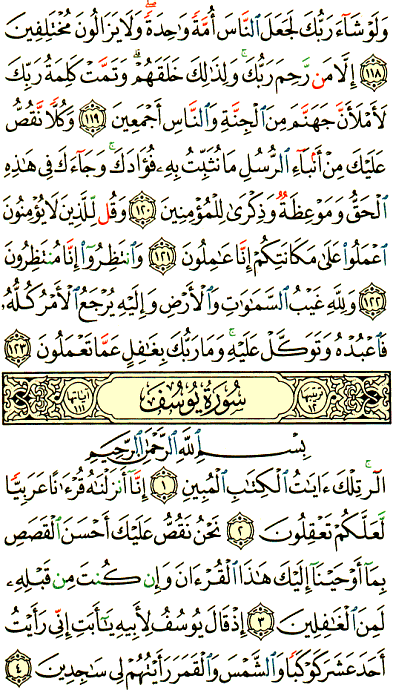 وَلَوْ شَآءَ رَبُّكَ لَجَعَلَ ٱلنَّاسَ أُمَّةً وَٰحِدَةً ۖ وَلَا يَزَالُونَ مُخْتَلِفِينَ
﴿١١٨﴾ إِلَّا مَن رَّحِمَ رَبُّكَ ۚ وَلِذَٰلِكَ خَلَقَهُمْ ۗ وَتَمَّتْ كَلِمَةُ رَبِّكَ
لَأَمْلَأَنَّ جَهَنَّمَ مِنَ ٱلْجِنَّةِ وَٱلنَّاسِ أَجْمَعِينَ ﴿١١٩﴾ وَكُلًّا نَّقُصُّ
عَلَيْكَ مِنْ أَنۢبَآءِ ٱلرُّسُلِ مَا نُثَبِّتُ بِهِۦ فُؤَادَكَ ۚ وَجَآءَكَ فِى هَٰذِهِ
ٱلْحَقُّ وَمَوْعِظَةٌ وَذِكْرَىٰ لِلْمُؤْمِنِينَ ﴿١٢٠﴾ وَقُل لِّلَّذِينَ لَا يُؤْمِنُونَ
ٱعْمَلُوا۟ عَلَىٰ مَكَانَتِكُمْ إِنَّا عَٰمِلُونَ ﴿١٢١﴾ وَٱنتَظِرُوٓا۟ إِنَّا مُنتَظِرُونَ
﴿١٢٢﴾ وَلِلَّهِ غَيْبُ ٱلسَّمَٰوَٰتِ وَٱلْأَرْضِ وَإِلَيْهِ يُرْجَعُ ٱلْأَمْرُ كُلُّهُۥ
فَٱعْبُدْهُ وَتَوَكَّلْ عَلَيْهِ ۚ وَمَا رَبُّكَ بِغَٰفِلٍ عَمَّا تَعْمَلُونَ ﴿١٢٣﴾
ترتيبها ١٢ سُورَةُ يُوسُفَ آياتها ١١١
بِسْمِ ٱللَّهِ ٱلرَّحْمَٰنِ ٱلرَّحِيمِ
الٓر ۚ تِلْكَ ءَايَٰتُ ٱلْكِتَٰبِ ٱلْمُبِينِ ﴿١﴾ إِنَّآ أَنزَلْنَٰهُ قُرْءَٰنًا عَرَبِيًّا
لَّعَلَّكُمْ تَعْقِلُونَ ﴿٢﴾ نَحْنُ نَقُصُّ عَلَيْكَ أَحْسَنَ ٱلْقَصَصِ
بِمَآ أَوْحَيْنَآ إِلَيْكَ هَٰذَا ٱلْقُرْءَانَ وَإِن كُنتَ مِن قَبْلِهِۦ
لَمِنَ ٱلْغَٰفِلِينَ ﴿٣﴾ إِذْ قَالَ يُوسُفُ لِأَبِيهِ يَٰٓأَبَتِ إِنِّى رَأَيْتُ
أَحَدَ عَشَرَ كَوْكَبًا وَٱلشَّمْسَ وَٱلْقَمَرَ رَأَيْتُهُمْ لِى سَٰجِدِينَ ﴿٤﴾